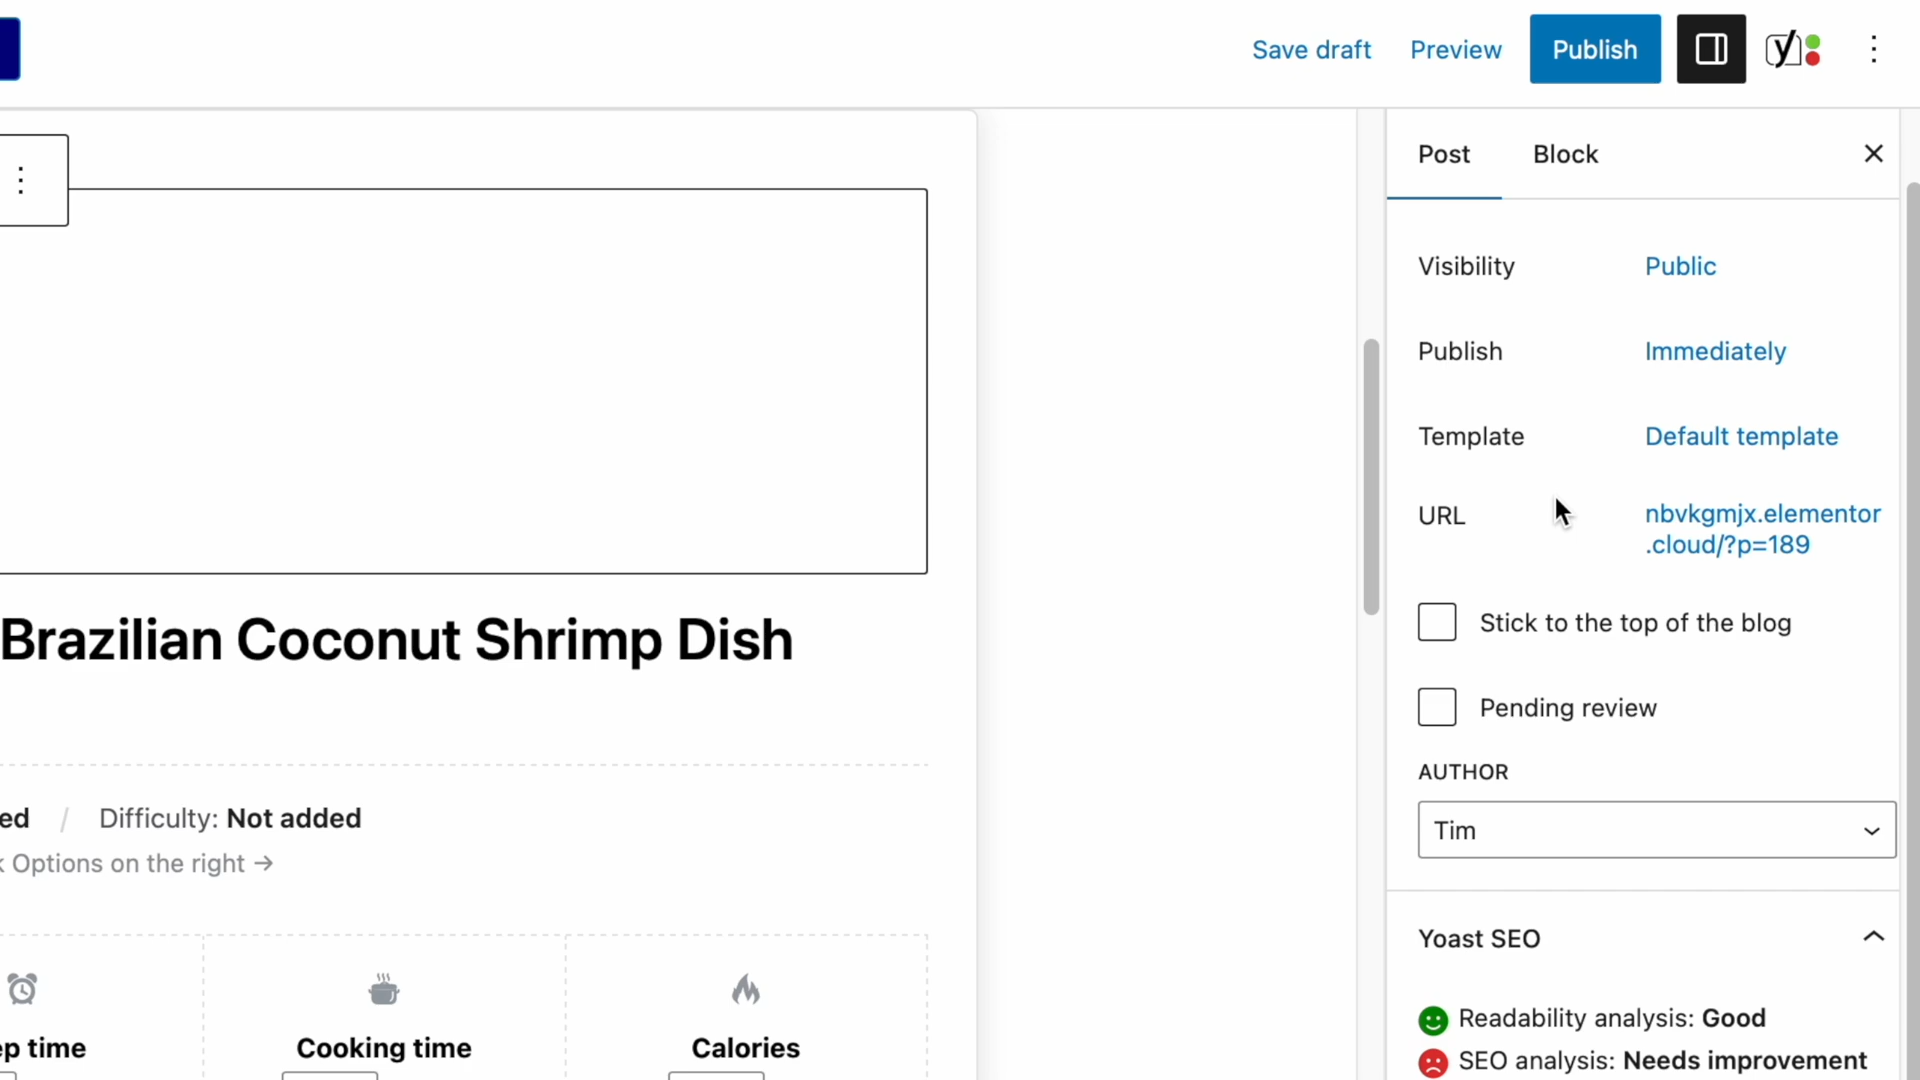 Save draft Preview Publish
Post Block
Visibility Public
Publish Immediately
Template Default template
URL nbvkgmjx.elementor
.cloud/?p=189
Stick to the top of the blog
Pending review
AUTHOR
Tim
Yoast SEO
Readability analysis: Good
SEO analysis: Needs improvement
Brazilian Coconut Shrimp Dish
ed / Difficulty: Not added
k Options on the right →
ep time
Cooking time
Calories